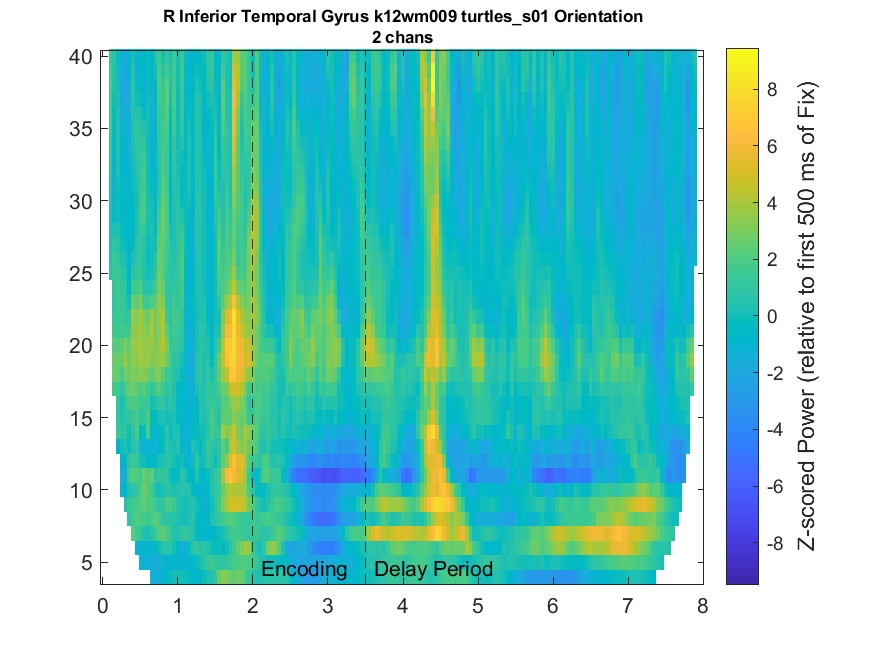 R Inferior Temporal Gyrus k12wm009 turtles_s01 Orientation
2 chans
40
35
30
25
20
15
10
5
Encoding
Delay Period
0 1 2 3 4 5 6 7 8
8
6
4
2
0
-2
-4
-6
-8
Z-scored Power (relative to first 500 ms of Fix)